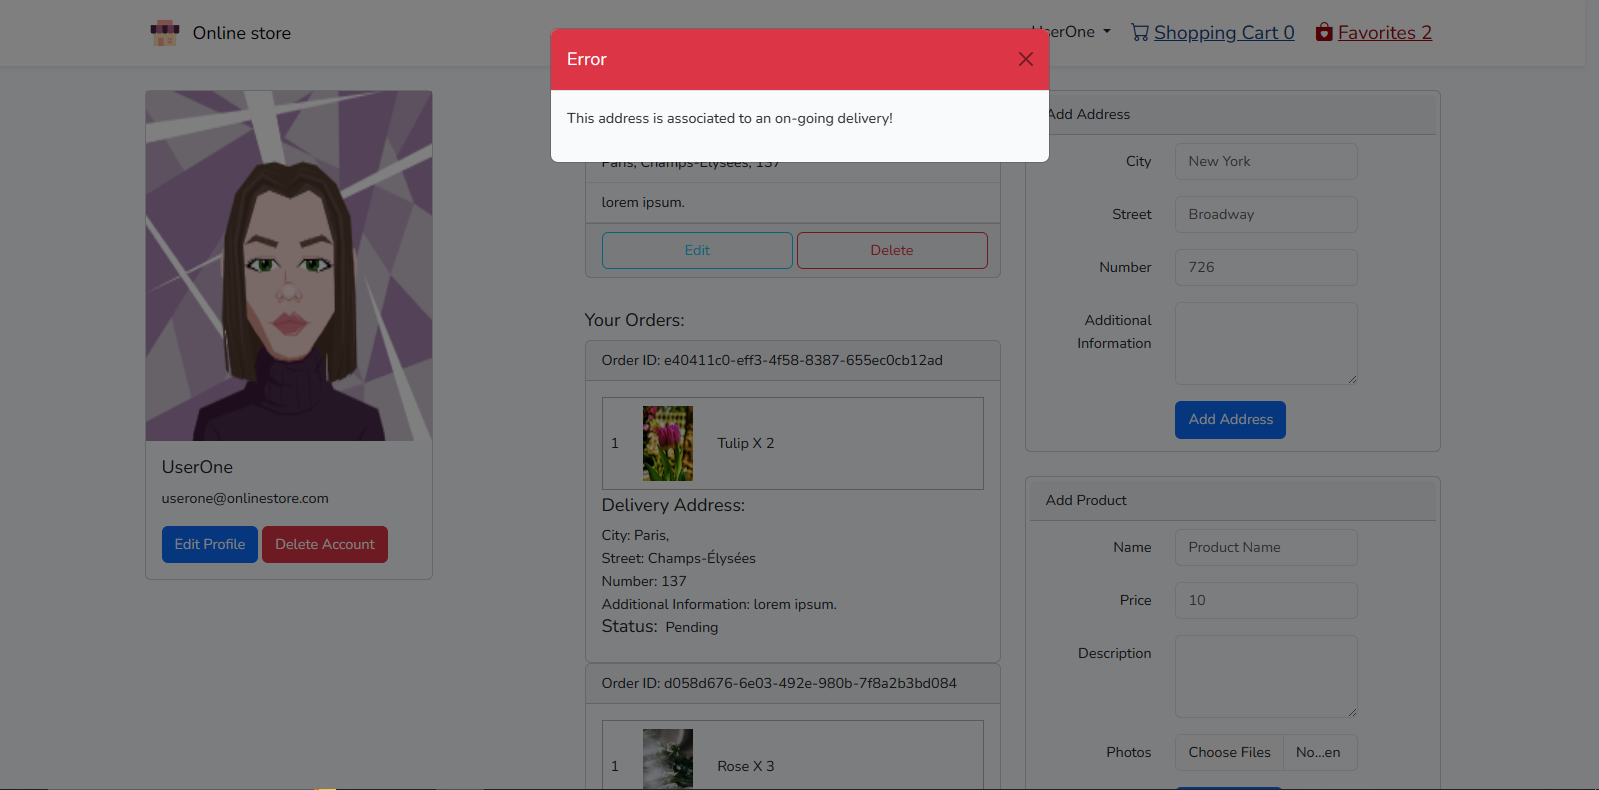 Online store
UserOne
Shopping Cart 0
Favorites 2
Error
This address is associated to an on-going delivery!
UserOne
userone@onlinestore.com
Edit Profile
Delete Account
Paris, Champs-Élysées, 137
lorem ipsum.
Edit
Delete
Your Orders:
Order ID: e40411c0-eff3-4f58-8387-655ec0cb12ad
1 Tulip X 2
Delivery Address:
City: Paris,
Street: Champs-Élysées
Number: 137
Additional Information: lorem ipsum.
Status: Pending
Order ID: d058d676-6e03-492e-980b-7f8a2b3bd084
1 Rose X 3
Add Address
City New York
Street Broadway
Number 726
Additional
Information
Add Address
Add Product
Name Product Name
Price 10
Description
Photos Choose Files No...en